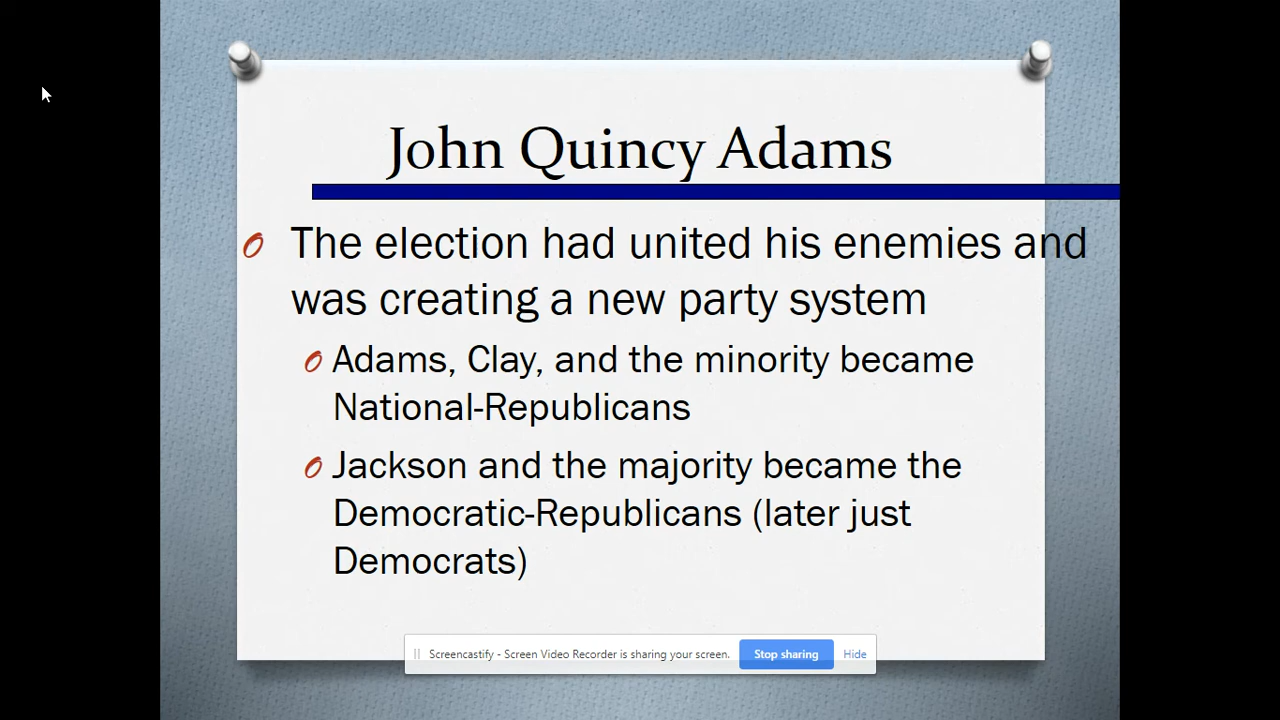 John Quincy Adams
The election had united his enemies and
was creating a new party system
Adams, Clay, and the minority became
National-Republicans
Jackson and the majority became the
Democratic-Republicans (later just
Democrats)
Screencastify - Screen Video Recorder is sharing your screen. Stop sharing Hide